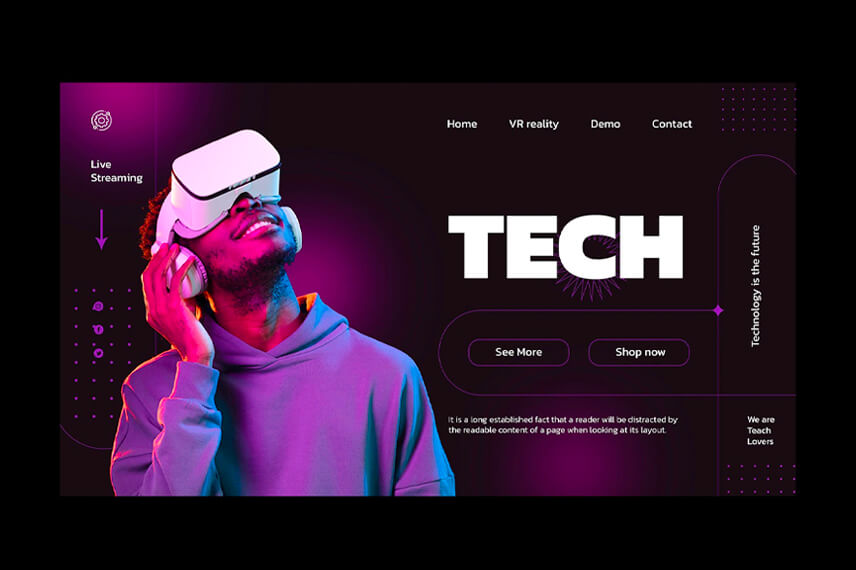 Home VR reality Demo Contact
Live
Streaming
TECH
Technology is the future
See More Shop now
It is a long established fact that a reader will be distracted by
the readable content of a page when looking at its layout.
We are
Teach
Lovers